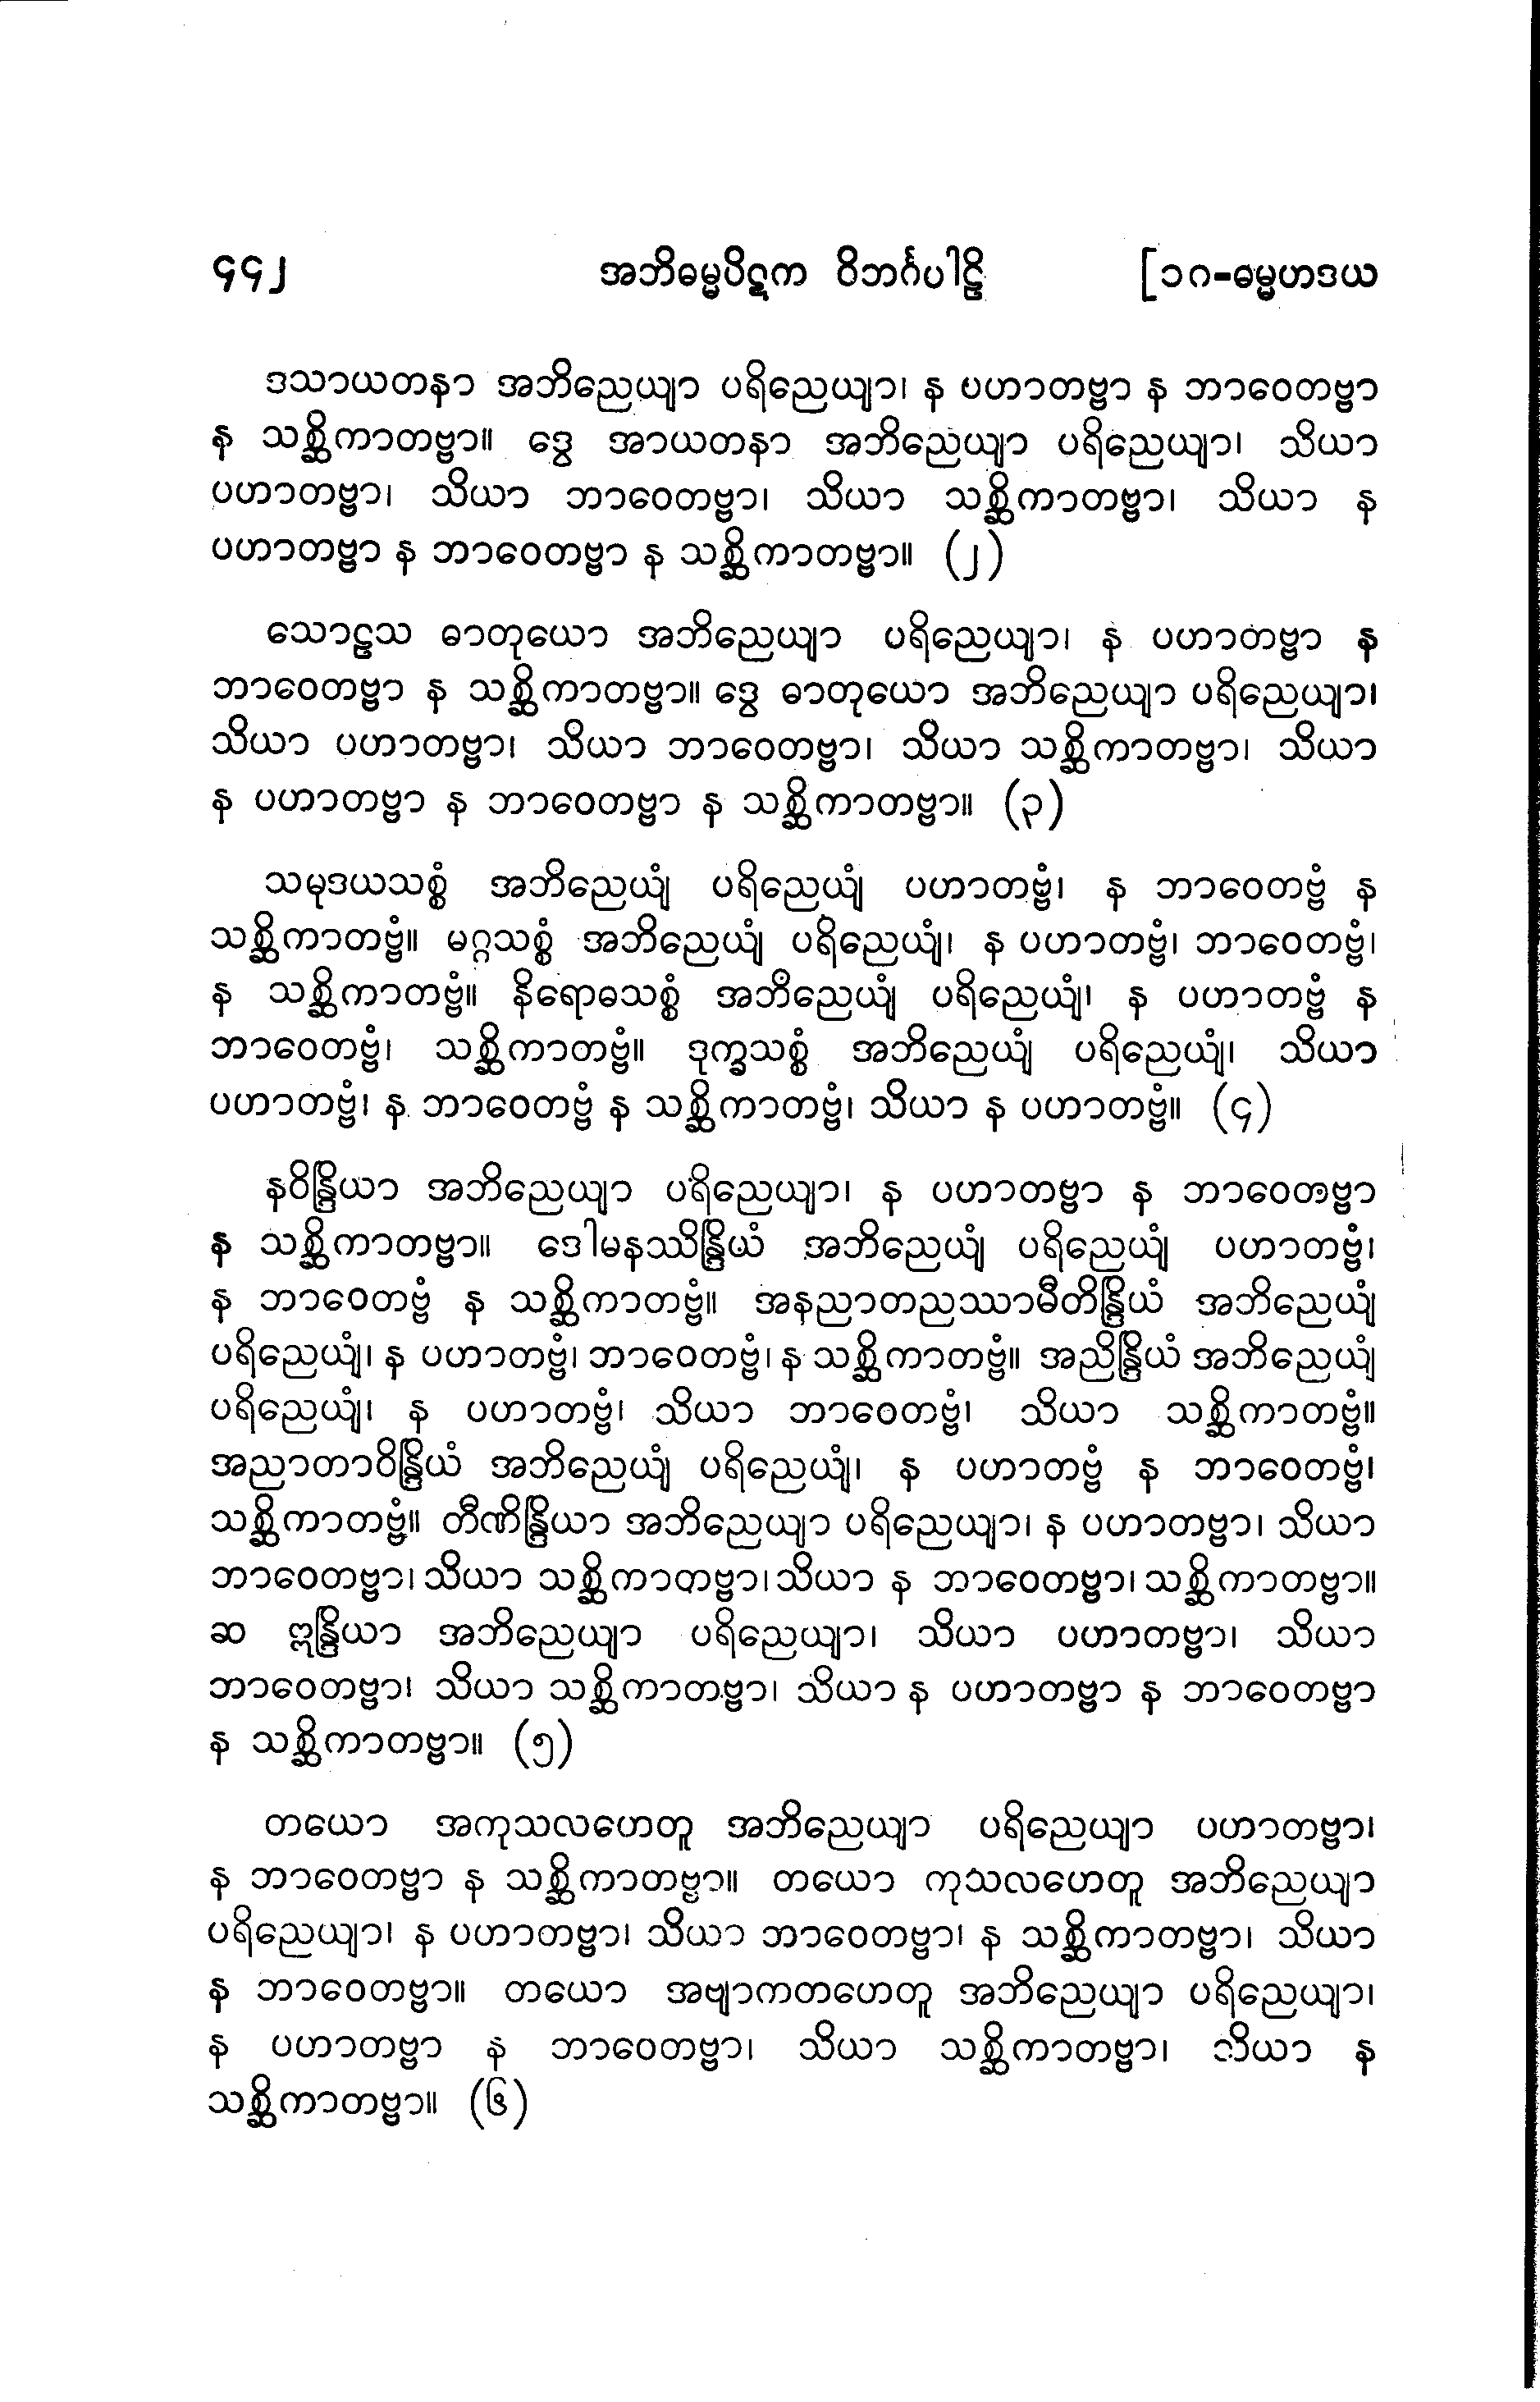 ၄၄၂ အဘိဓမ္မပိဋက ဝိဘင်္ဂပါဠိ [၁၈-ဓမ္မဟဒယ
ဒသာယတနာ အဘိညေယျာ ပရိညေယျာ၊ န ပဟာတဗ္ဗာ န ဘာဝေတဗ္ဗာ
န သစ္ဆိကာတဗ္ဗာ။ ဒွေ အာယတနာ အဘိညေယျာ ပရိညေယျာ၊ သိယာ
ပဟာတဗ္ဗာ၊ သိယာ ဘာဝေတဗ္ဗာ၊ သိယာ သစ္ဆိကာတဗ္ဗာ၊ သိယာ န
ပဟာတဗ္ဗာ န ဘာဝေတဗ္ဗာ န သစ္ဆိကာတဗ္ဗာ။ (၂)
သောဠသ ဓာတုယော အဘိညေယျာ ပရိညေယျာ၊ န ပဟာတဗ္ဗာ န
ဘာဝေတဗ္ဗာ န သစ္ဆိကာတဗ္ဗာ။ ဒွေ ဓာတုယော အဘိညေယျာ ပရိညေယျာ၊
သိယာ ပဟာတဗ္ဗာ၊ သိယာ ဘာဝေတဗ္ဗာ၊ သိယာ သစ္ဆိကာတဗ္ဗာ၊ သိယာ
န ပဟာတဗ္ဗာ န ဘာဝေတဗ္ဗာ န သစ္ဆိကာတဗ္ဗာ။ (၃)
သမုဒယသစ္စံ အဘိညေယျံ ပရိညေယျံ ပဟာတဗ္ဗံ၊ န ဘာဝေတဗ္ဗံ န
သစ္ဆိကာတဗ္ဗံ။ မဂ္ဂသစ္စံ အဘိညေယျံ ပရိညေယျံ၊ န ပဟာတဗ္ဗံ၊ ဘာဝေတဗ္ဗံ၊
န သစ္ဆိကာတဗ္ဗံ။ နိရောဓသစ္စံ အဘိညေယျံ ပရိညေယျံ၊ န ပဟာတဗ္ဗံ န
ဘာဝေတဗ္ဗံ၊ သစ္ဆိကာတဗ္ဗံ။ ဒုက္ခသစ္စံ အဘိညေယျံ ပရိညေယျံ၊ သိယာ
ပဟာတဗ္ဗံ၊ န ဘာဝေတဗ္ဗံ န သစ္ဆိကာတဗ္ဗံ၊ သိယာ န ပဟာတဗ္ဗံ။ (၄)
နဝိန္ဒြိယာ အဘိညေယျာ ပရိညေယျာ၊ န ပဟာတဗ္ဗာ န ဘာဝေတဗ္ဗာ
န သစ္ဆိကာတဗ္ဗာ။ ဒေါမနဿိန္ဒြိယံ အဘိညေယျံ ပရိညေယျံ ပဟာတဗ္ဗံ၊
န ဘာဝေတဗ္ဗံ န သစ္ဆိကာတဗ္ဗံ။ အနညာတညဿာမီတိန္ဒြိယံ အဘိညေယျံ
ပရိညေယျံ၊ န ပဟာတဗ္ဗံ၊ ဘာဝေတဗ္ဗံ၊ န သစ္ဆိကာတဗ္ဗံ။ အညိန္ဒြိယံ အဘိညေယျံ
ပရိညေယျံ၊ န ပဟာတဗ္ဗံ၊ သိယာ ဘာဝေတဗ္ဗံ၊ သိယာ သစ္ဆိကာတဗ္ဗံ။
အညာတာဝိန္ဒြိယံ အဘိညေယျံ ပရိညေယျံ၊ န ပဟာတဗ္ဗံ န ဘာဝေတဗ္ဗံ၊
သစ္ဆိကာတဗ္ဗံ။ တီဏိန္ဒြိယာ အဘိညေယျာ ပရိညေယျာ၊ န ပဟာတဗ္ဗာ၊ သိယာ
ဘာဝေတဗ္ဗာ၊ သိယာ သစ္ဆိကာတဗ္ဗာ၊ သိယာ န ဘာဝေတဗ္ဗာ၊ သစ္ဆိကာတဗ္ဗာ။
ဆ ဣန္ဒြိယာ အဘိညေယျာ ပရိညေယျာ၊ သိယာ ပဟာတဗ္ဗာ၊ သိယာ
ဘာဝေတဗ္ဗာ၊ သိယာ သစ္ဆိကာတဗ္ဗာ၊ သိယာ န ပဟာတဗ္ဗာ န ဘာဝေတဗ္ဗာ
န သစ္ဆိကာတဗ္ဗာ။ (၅)
တယော အကုသလဟေတူ အဘိညေယျာ ပရိညေယျာ ပဟာတဗ္ဗာ၊
န ဘာဝေတဗ္ဗာ န သစ္ဆိကာတဗ္ဗာ။ တယော ကုသလဟေတူ အဘိညေယျာ
ပရိညေယျာ၊ န ပဟာတဗ္ဗာ၊ သိယာ ဘာဝေတဗ္ဗာ၊ န သစ္ဆိကာတဗ္ဗာ၊ သိယာ
န ဘာဝေတဗ္ဗာ။ တယော အဗျာကတဟေတူ အဘိညေယျာ ပရိညေယျာ၊
န ပဟာတဗ္ဗာ န ဘာဝေတဗ္ဗာ၊ သိယာ သစ္ဆိကာတဗ္ဗာ၊ သိယာ န
သစ္ဆိကာတဗ္ဗာ။ (၆)